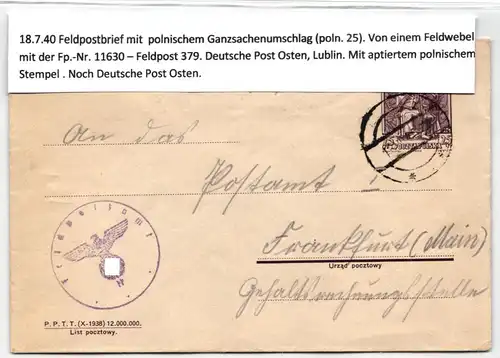 18.7.40 Feldpostbrief mit polnischem Ganzsachenumschlag (poln. 25). Von einem Feldwebel
mit der Fp.-Nr. 11630 – Feldpost 379. Deutsche Post Osten, Lublin. Mit aptiertem polnischem
Stempel . Noch Deutsche Post Osten.
An das
Postamt
Frankfurt (Main)
Urząd pocztowy
Gehaltsrechnungsstelle
Feldpostamt
P. P. T. T. (X-1938) 12.000.000.
List pocztowy.